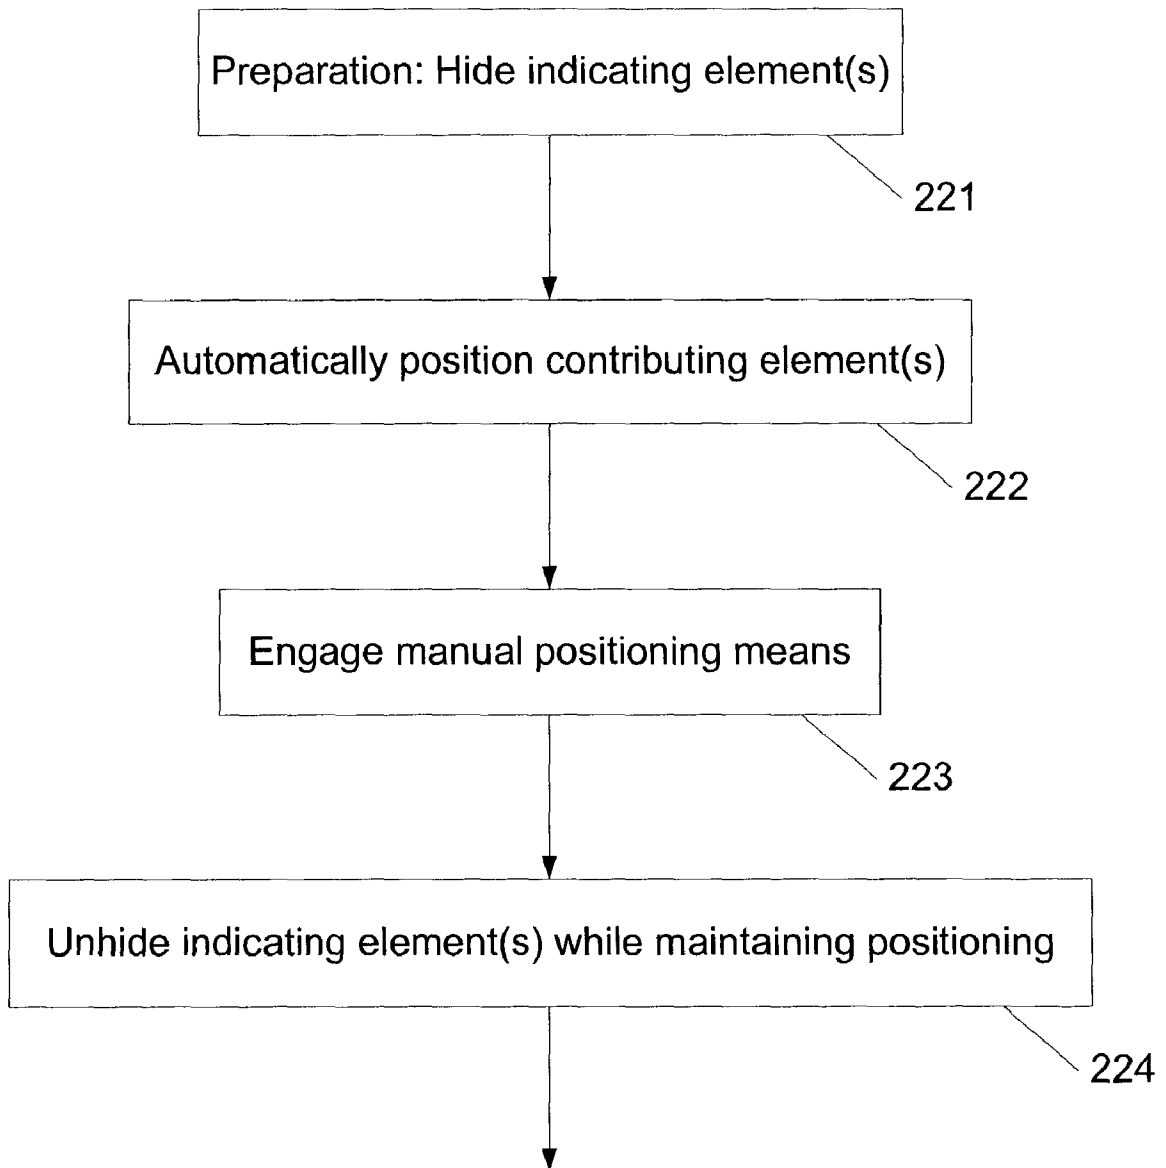 Preparation: Hide indicating element(s)
221
Automatically position contributing element(s)
222
Engage manual positioning means
223
Unhide indicating element(s) while maintaining positioning
224